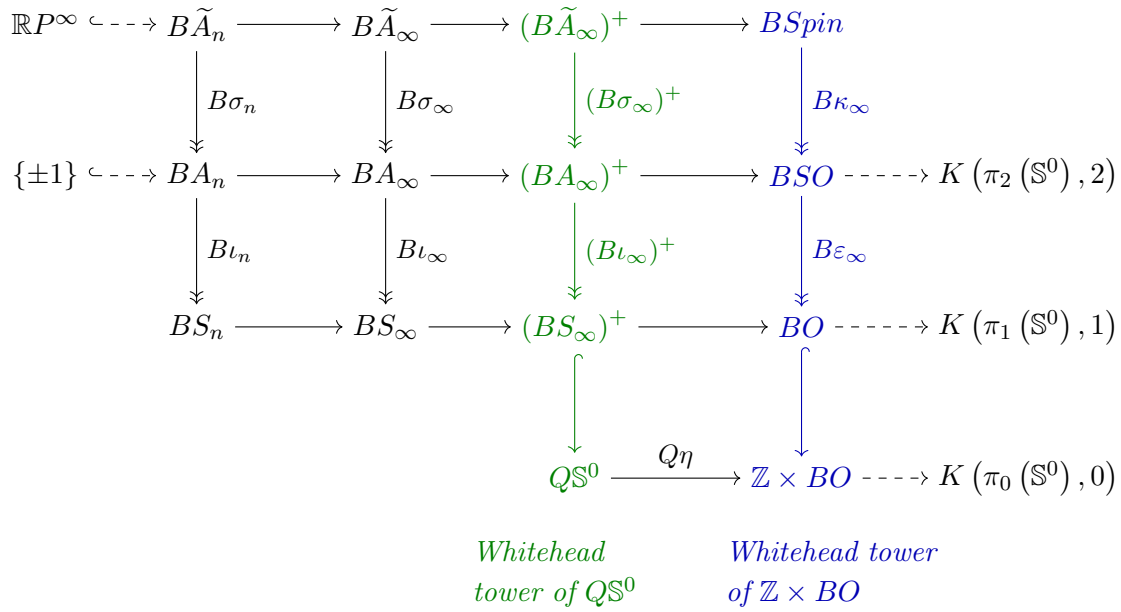 ℝP^∞ BÃ_n BÃ_∞ (BÃ_∞)^+ BSpin
Bσ_n Bσ_∞ (Bσ_∞)^+ Bκ_∞
{±1} BA_n BA_∞ (BA_∞)^+ BSO K(π_2(𝕊^0), 2)
Bι_n Bι_∞ (Bι_∞)^+ Bε_∞
BS_n BS_∞ (BS_∞)^+ BO K(π_1(𝕊^0), 1)
Qη
Q𝕊^0 ℤ × BO K(π_0(𝕊^0), 0)
Whitehead Whitehead tower
tower of Q𝕊^0 of ℤ × BO